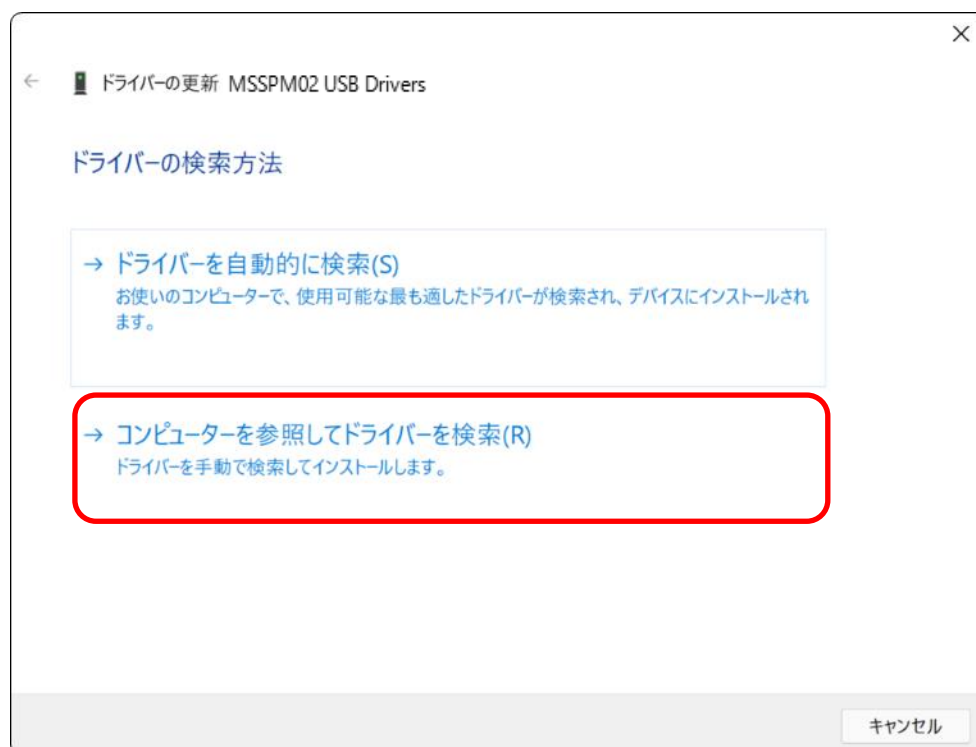 ドライバーの更新 MSSPM02 USB Drivers
ドライバーの検索方法
→ ドライバーを自動的に検索(S)
お使いのコンピューターで、使用可能な最も適したドライバーが検索され、デバイスにインストールされ
ます。
→ コンピューターを参照してドライバーを検索(R)
ドライバーを手動で検索してインストールします。
キャンセル